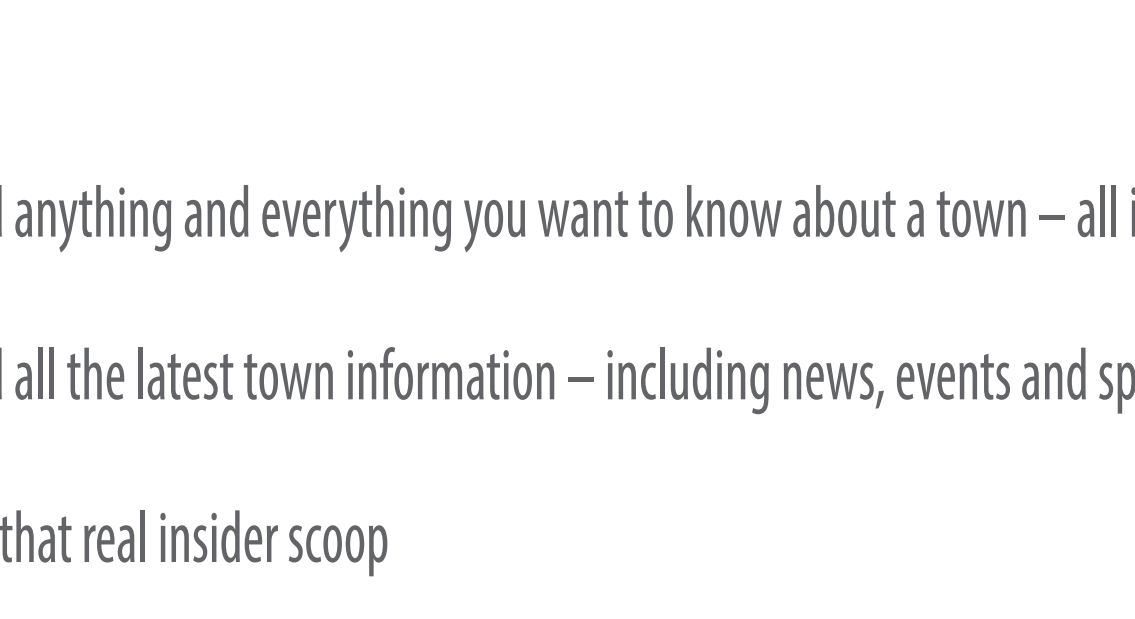 anything and everything you want to know about a town – all
all the latest town information – including news, events and
that real insider scoop